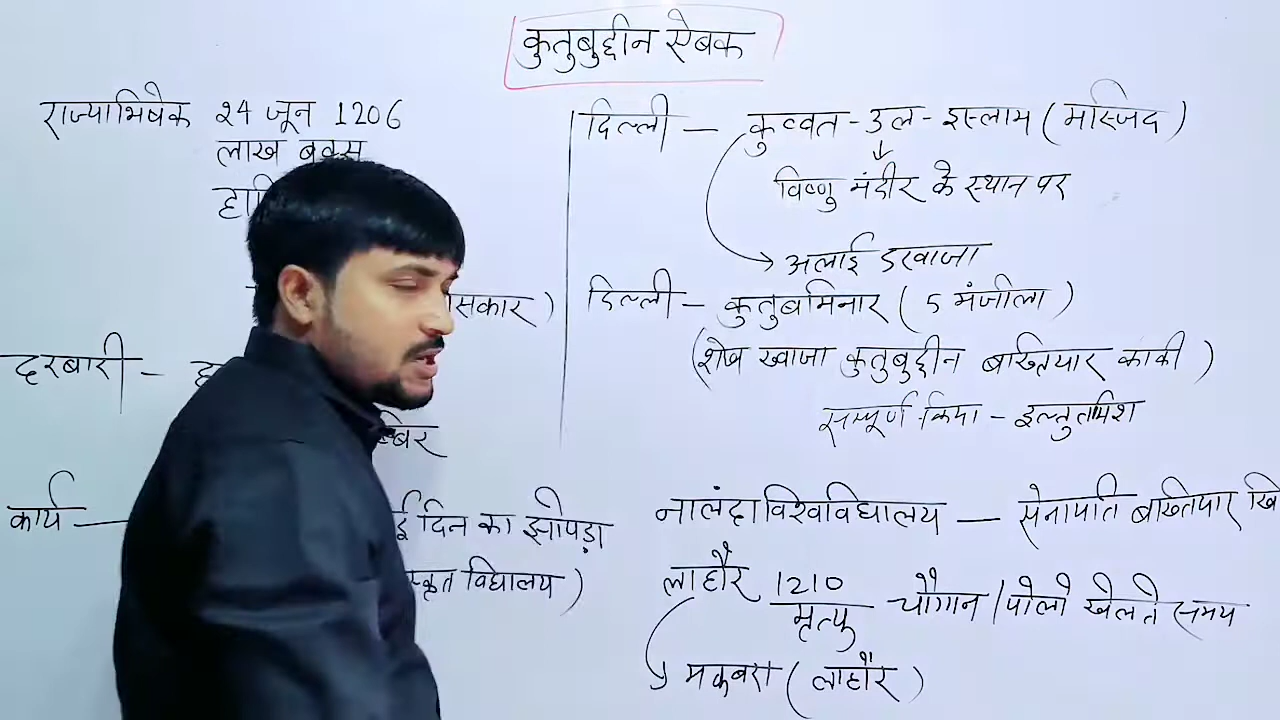 कुतुबुद्दीन ऐबक
राज्याभिषेक 24 जून 1206
लाख बक्स
दरबारी -
कार्य - ई दिन का झोपड़ा
विद्यालय )
दिल्ली - कुव्वत - उल - इस्लाम ( मस्जिद )
विष्णु मंदीर के स्थान पर
अलाई दरवाजा
दिल्ली - कुतुबमिनार ( 5 मंजीला )
(शेख ख्वाजा कुतुबुद्दीन बख्तियार काकी )
सम्पूर्ण किया - इल्तुतमिश
नालंदा विश्वविद्यालय - सेनापति बख्तियार खि
लाहौर 1210 मृत्यु चौगान / पोलो खेलते समय
मकबरा ( लाहौर )